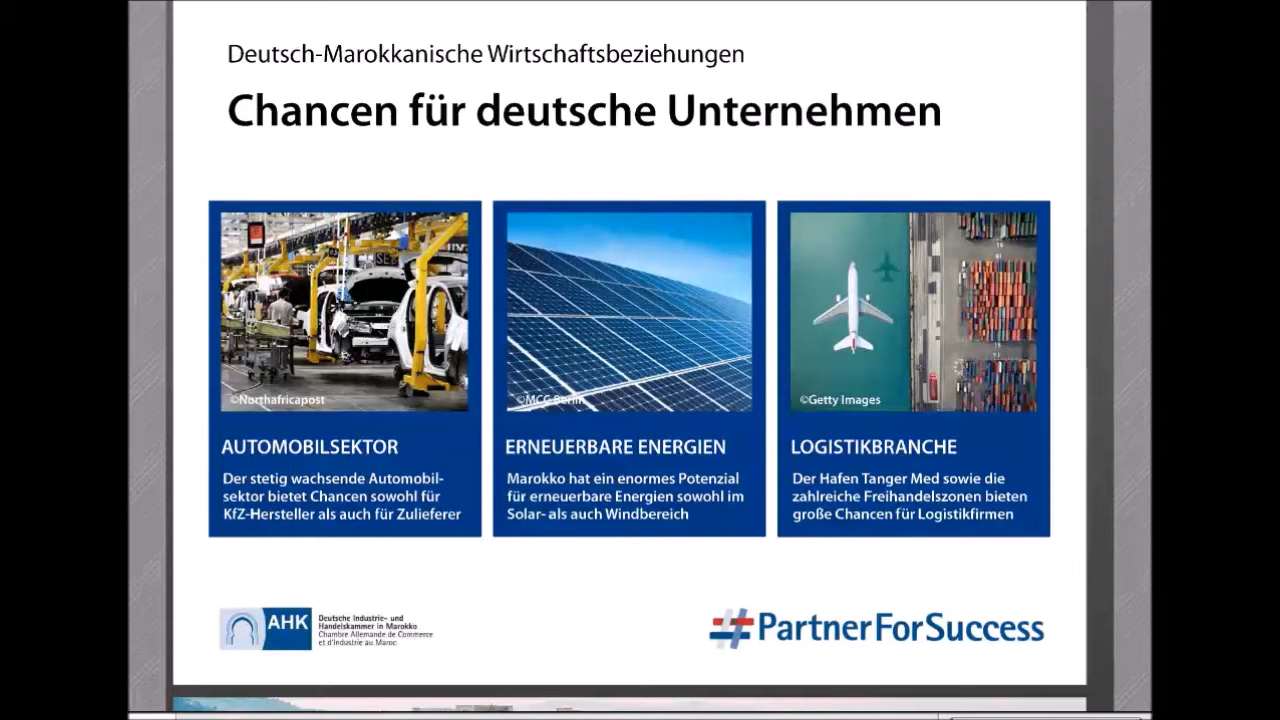 Deutsch-Marokkanische Wirtschaftsbeziehungen
Chancen für deutsche Unternehmen
©Northafricapost
AUTOMOBILSEKTOR
Der stetig wachsende Automobil-
sektor bietet Chancen sowohl für
KfZ-Hersteller als auch für Zulieferer
©MCG Berlin
ERNEUERBARE ENERGIEN
Marokko hat ein enormes Potenzial
für erneuerbare Energien sowohl im
Solar- als auch Windbereich
©Getty Images
LOGISTIKBRANCHE
Der Hafen Tanger Med sowie die
zahlreiche Freihandelszonen bieten
große Chancen für Logistikfirmen
AHK
Deutsche Industrie- und
Handelskammer in Marokko
Chambre Allemande de Commerce
et d'Industrie au Maroc
#PartnerForSuccess